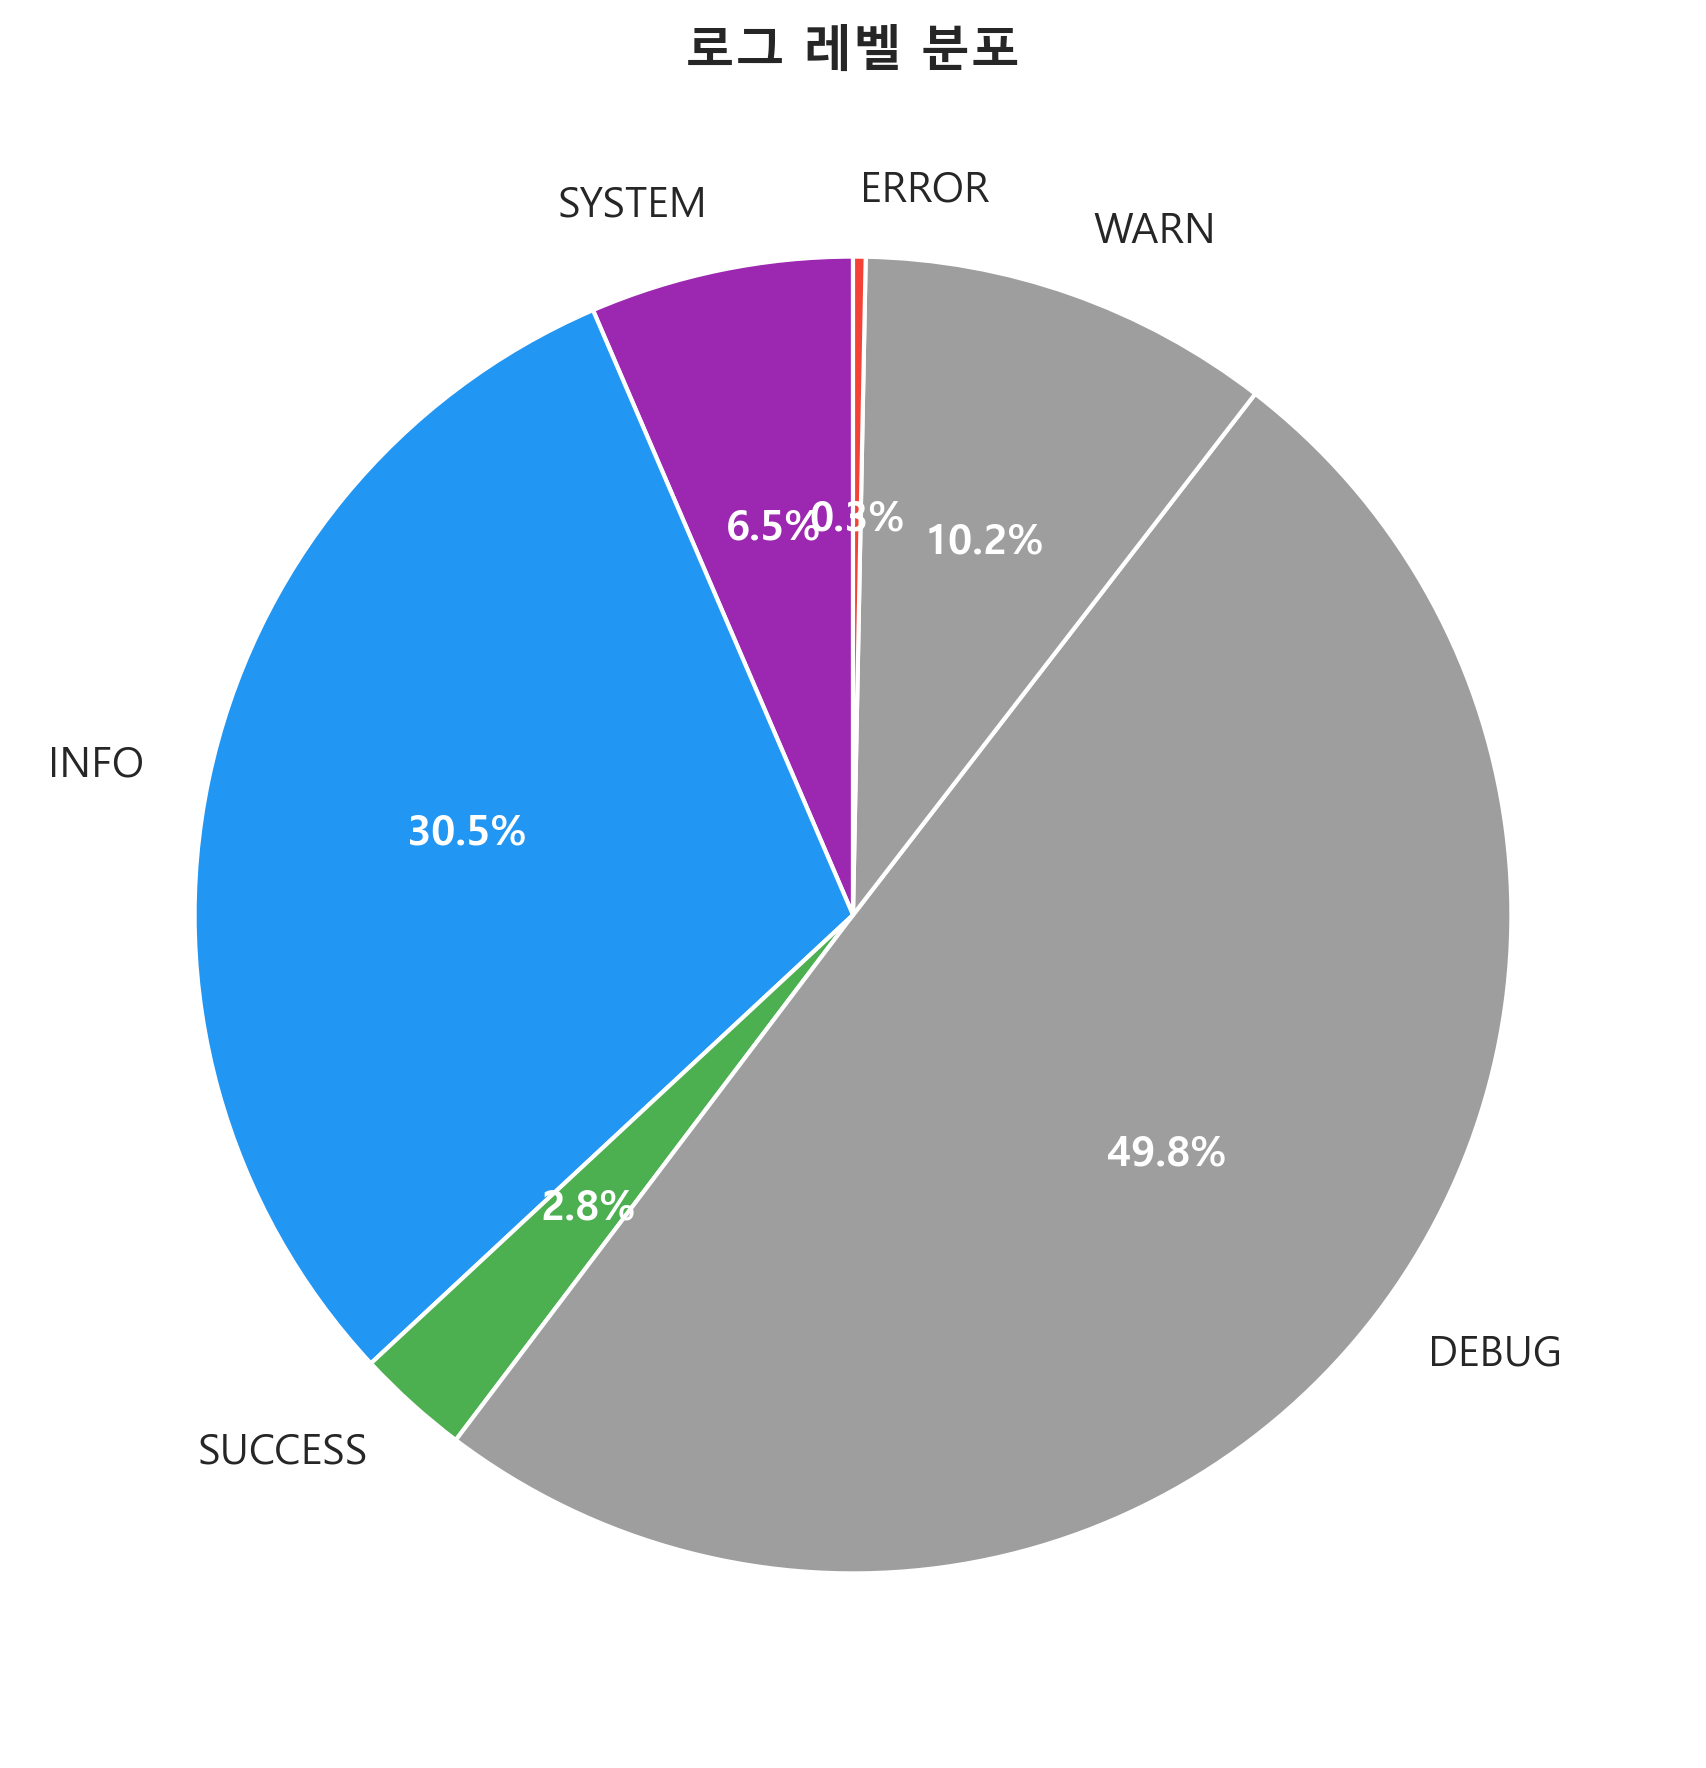 로그 레벨 분포
ERROR
SYSTEM
WARN
0.3%
6.5%
10.2%
INFO
30.5%
49.8%
2.8%
DEBUG
SUCCESS